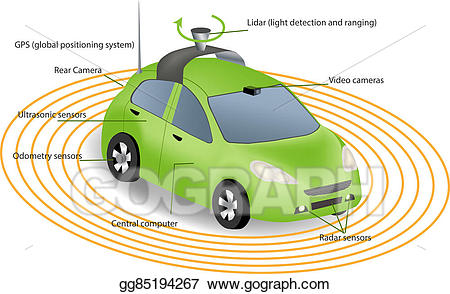 Lidar (light detection and ranging)
GPS (global positioning system)
Rear Camera
Video cameras
Ultrasonic sensors
Odometry sensors
GOGRAPH
Central computer
Radar sensors
gg85194267 www.gograph.com